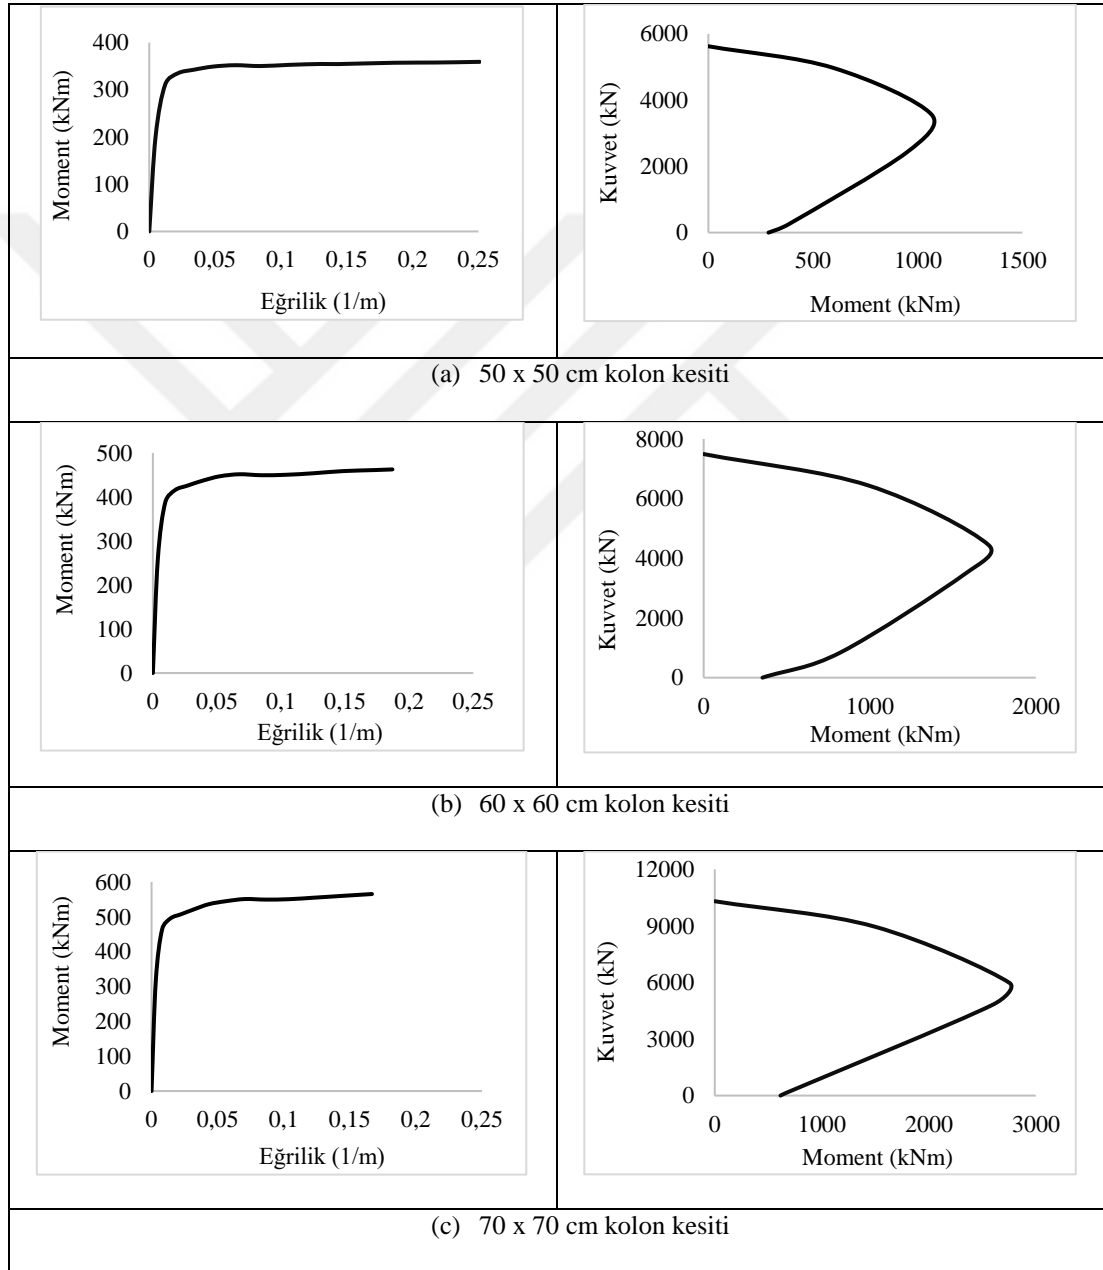 400
300
200
100
0
Moment (kNm)
0 0,05 0,1 0,15 0,2 0,25
Eğrilik (1/m)
6000
4000
2000
0
Kuvvet (kN)
0 500 1000 1500
Moment (kNm)
(a) 50 x 50 cm kolon kesiti
500
400
300
200
100
0
Moment (kNm)
0 0,05 0,1 0,15 0,2 0,25
Eğrilik (1/m)
8000
6000
4000
2000
0
Kuvvet (kN)
0 1000 2000
Moment (kNm)
(b) 60 x 60 cm kolon kesiti
600
500
400
300
200
100
0
Moment (kNm)
0 0,05 0,1 0,15 0,2 0,25
Eğrilik (1/m)
12000
9000
6000
3000
0
Kuvvet (kN)
0 1000 2000 3000
Moment (kNm)
(c) 70 x 70 cm kolon kesiti